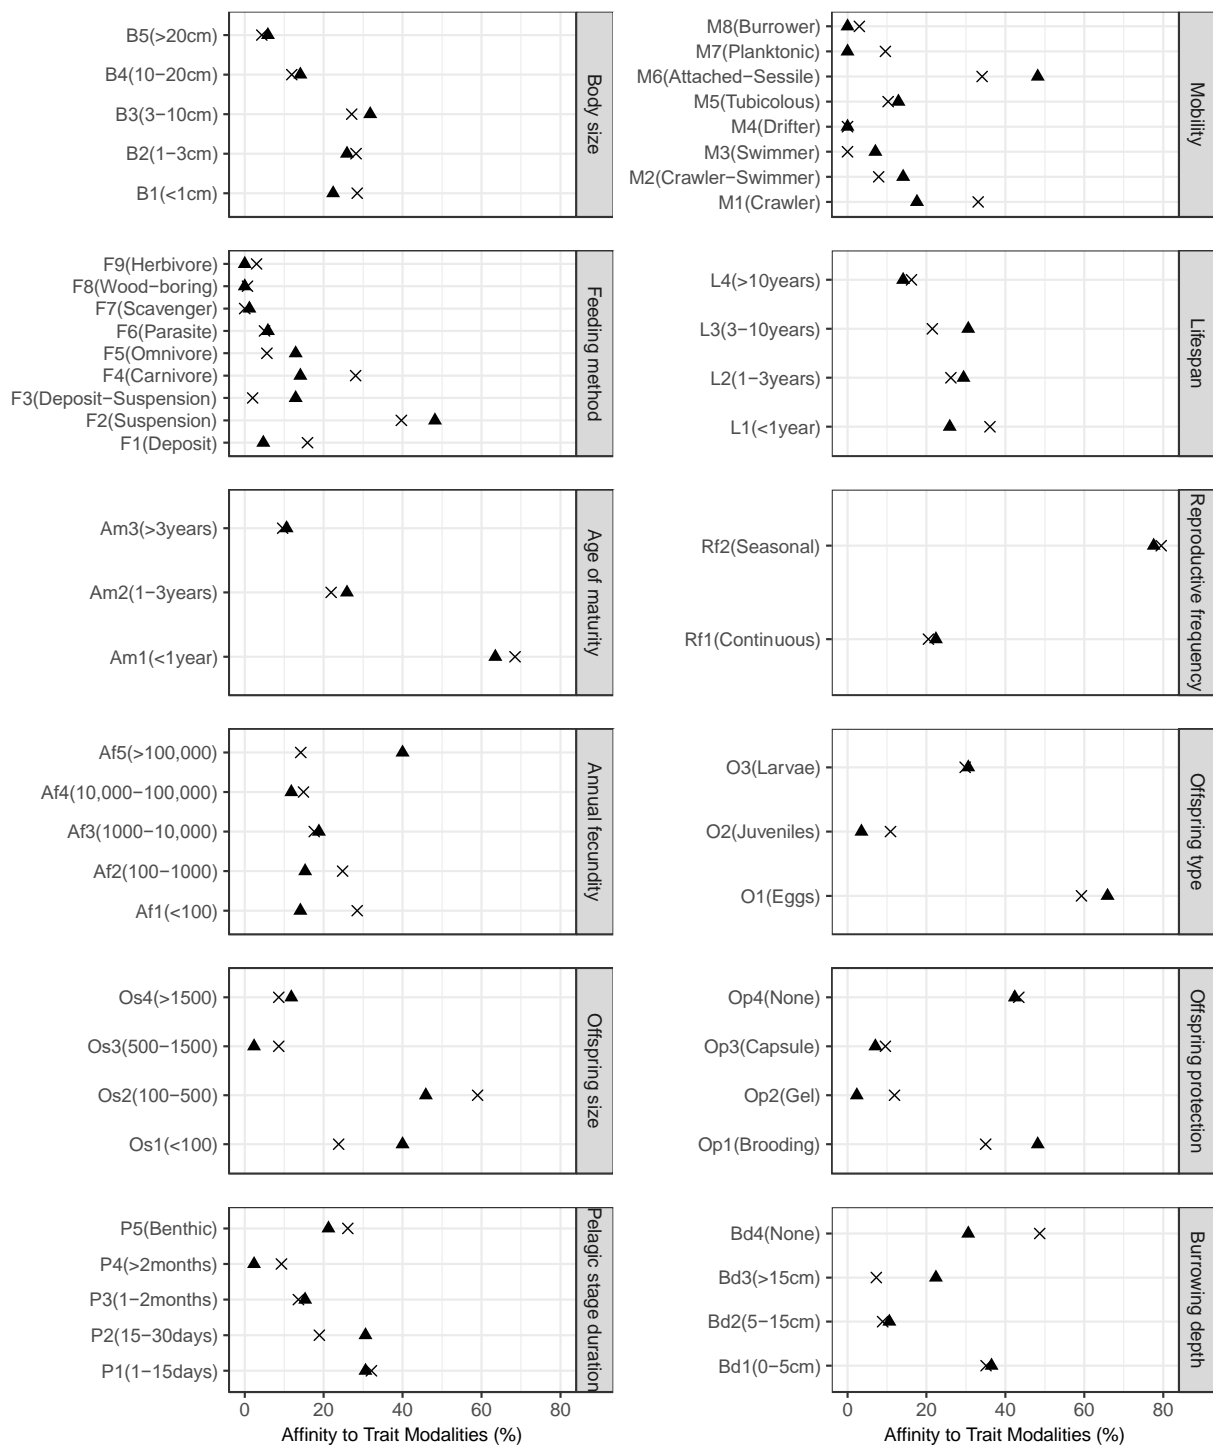 B5(>20cm)
B4(10−20cm)
B3(3−10cm)
B2(1−3cm)
B1(<1cm)
Body size
M8(Burrower)
M7(Planktonic)
M6(Attached−Sessile)
M5(Tubicolous)
M4(Drifter)
M3(Swimmer)
M2(Crawler−Swimmer)
M1(Crawler)
Mobility
F9(Herbivore)
F8(Wood−boring)
F7(Scavenger)
F6(Parasite)
F5(Omnivore)
F4(Carnivore)
F3(Deposit−Suspension)
F2(Suspension)
F1(Deposit)
Feeding method
L4(>10years)
L3(3−10years)
L2(1−3years)
L1(<1year)
Lifespan
Am3(>3years)
Am2(1−3years)
Am1(<1year)
Age of maturity
Rf2(Seasonal)
Rf1(Continuous)
Reproductive frequency
Af5(>100,000)
Af4(10,000−100,000)
Af3(1000−10,000)
Af2(100−1000)
Af1(<100)
Annual fecundity
O3(Larvae)
O2(Juveniles)
O1(Eggs)
Offspring type
Os4(>1500)
Os3(500−1500)
Os2(100−500)
Os1(<100)
Offspring size
Op4(None)
Op3(Capsule)
Op2(Gel)
Op1(Brooding)
Offspring protection
P5(Benthic)
P4(>2months)
P3(1−2months)
P2(15−30days)
P1(1−15days)
Pelagic stage duration
0 20 40 60 80
Affinity to Trait Modalities (%)
Bd4(None)
Bd3(>15cm)
Bd2(5−15cm)
Bd1(0−5cm)
Burrowing depth
0 20 40 60 80
Affinity to Trait Modalities (%)